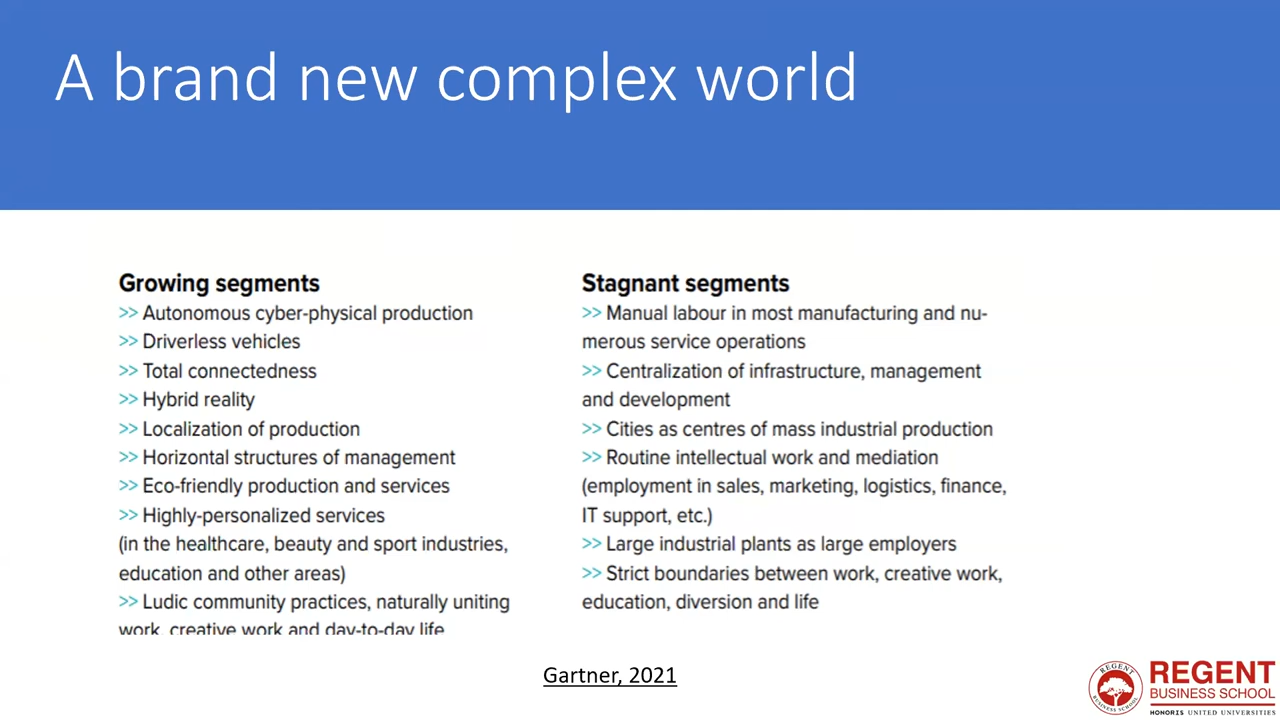 A brand new complex world
Growing segments
>> Autonomous cyber-physical production
>> Driverless vehicles
>> Total connectedness
>> Hybrid reality
>> Localization of production
>> Horizontal structures of management
>> Eco-friendly production and services
>> Highly-personalized services
(in the healthcare, beauty and sport industries,
education and other areas)
>> Ludic community practices, naturally uniting
work, creative work and day-to-day life
Stagnant segments
>> Manual labour in most manufacturing and nu-
merous service operations
>> Centralization of infrastructure, management
and development
>> Cities as centres of mass industrial production
>> Routine intellectual work and mediation
(employment in sales, marketing, logistics, finance,
IT support, etc.)
>> Large industrial plants as large employers
>> Strict boundaries between work, creative work,
education, diversion and life
Gartner, 2021
REGENT
BUSINESS SCHOOL
REGENT
BUSINESS SCHOOL
HONORIS UNITED UNIVERSITIES